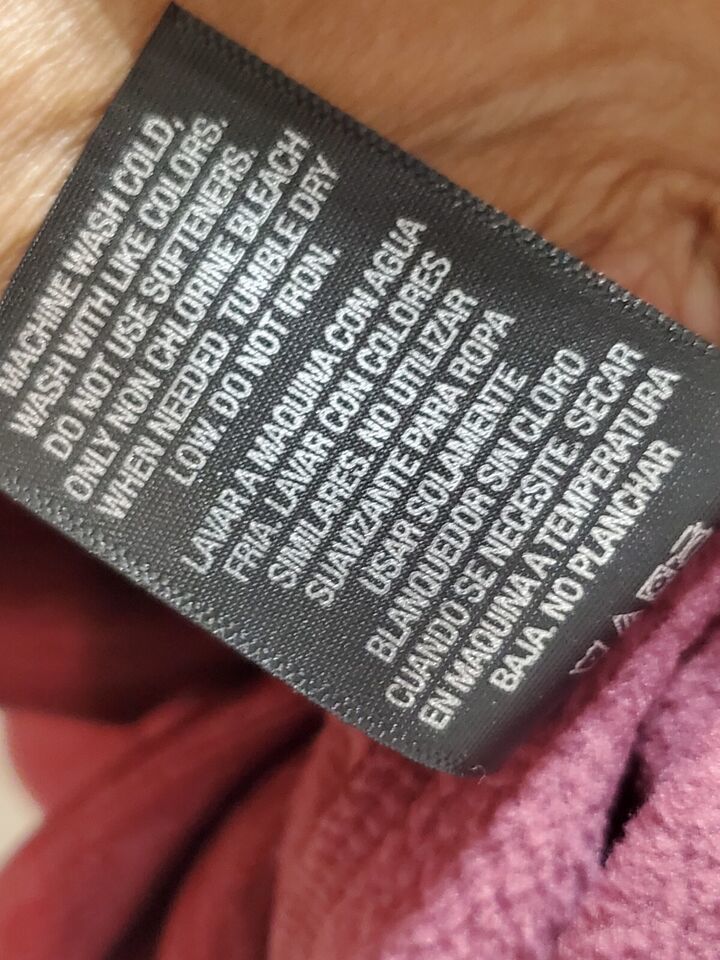 MACHINE WASH COLD,
WASH WITH LIKE COLORS.
DO NOT USE SOFTENERS.
ONLY NON CHLORINE BLEACH
WHEN NEEDED. TUMBLE DRY
LOW. DO NOT IRON.
LAVAR A MAQUINA CON AGUA
FRIA. LAVAR CON COLORES
SIMILARES. NO UTILIZAR
SUAVIZANTE PARA ROPA
USAR SOLAMENTE
BLANQUEDOR SIN CLORO
CUANDO SE NECESITE. SECAR
EN MAQUINA A TEMPERATURA
BAJA. NO PLANCHAR